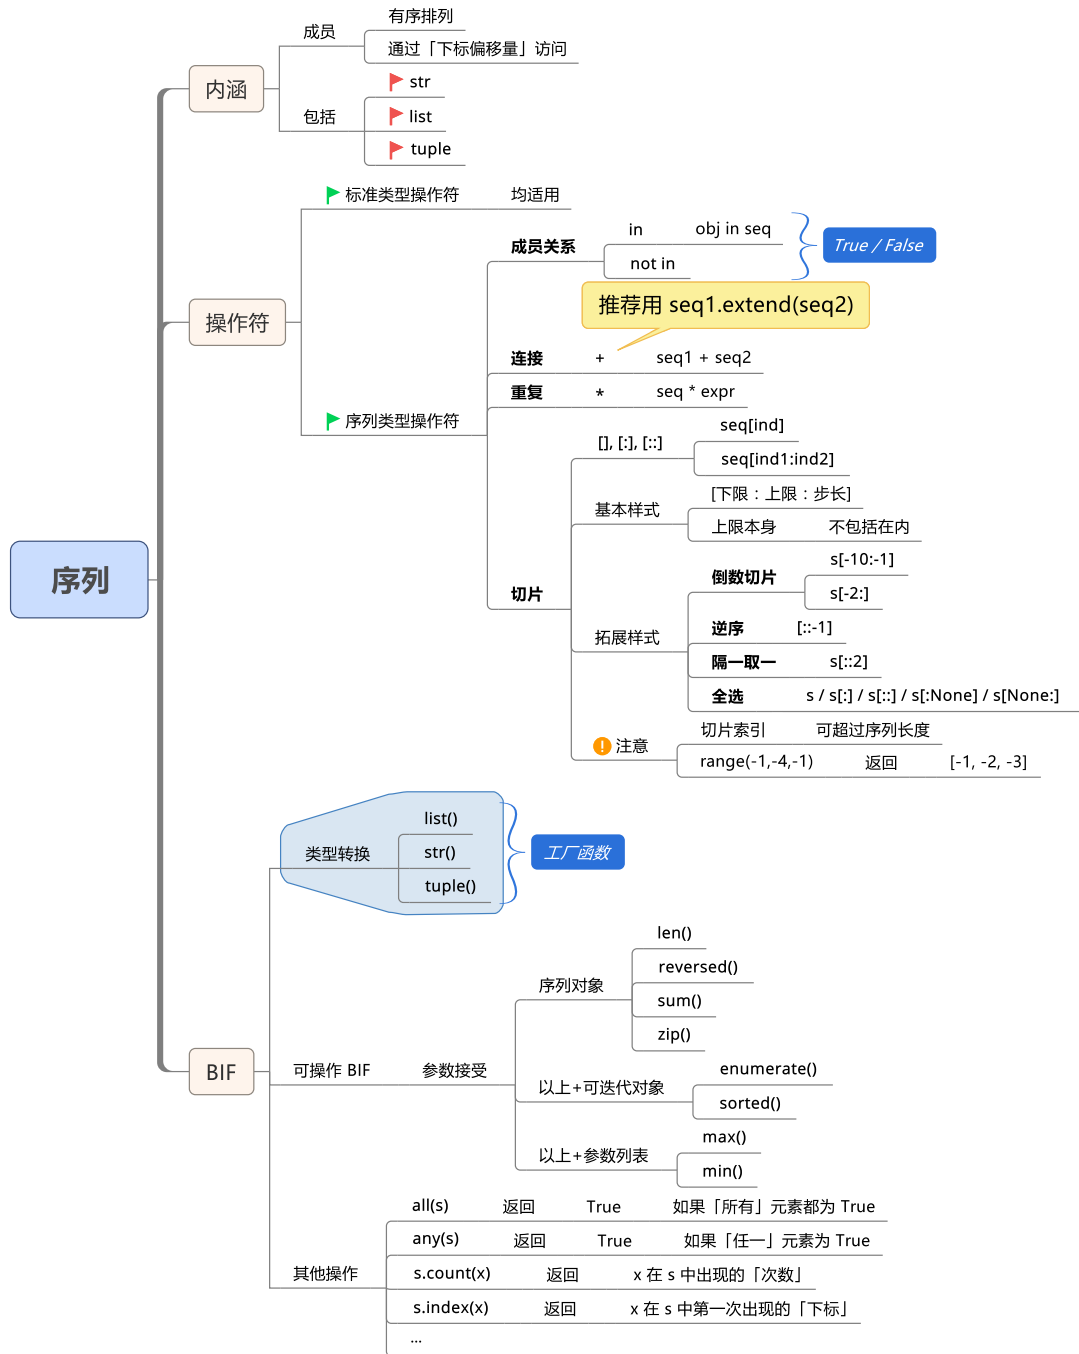 序列
内涵
成员
有序排列
通过「下标偏移量」访问
包括
str
list
tuple
操作符
标准类型操作符
均适用
序列类型操作符
成员关系
in
obj in seq
not in
True / False
推荐用 seq1.extend(seq2)
连接
+
seq1 + seq2
重复
*
seq * expr
切片
[], [:], [::]
seq[ind]
seq[ind1:ind2]
基本样式
[下限：上限：步长]
上限本身
不包括在内
拓展样式
倒数切片
s[-10:-1]
s[-2:]
逆序
[::-1]
隔一取一
s[::2]
全选
s / s[:] / s[::] / s[:None] / s[None:]
注意
切片索引
可超过序列长度
range(-1,-4,-1)
返回
[-1, -2, -3]
BIF
类型转换
list()
str()
tuple()
工厂函数
可操作 BIF
参数接受
序列对象
len()
reversed()
sum()
zip()
以上+可迭代对象
enumerate()
sorted()
以上+参数列表
max()
min()
其他操作
all(s)
返回
True
如果「所有」元素都为 True
any(s)
返回
True
如果「任一」元素为 True
s.count(x)
返回
x 在 s 中出现的「次数」
s.index(x)
返回
x 在 s 中第一次出现的「下标」
...